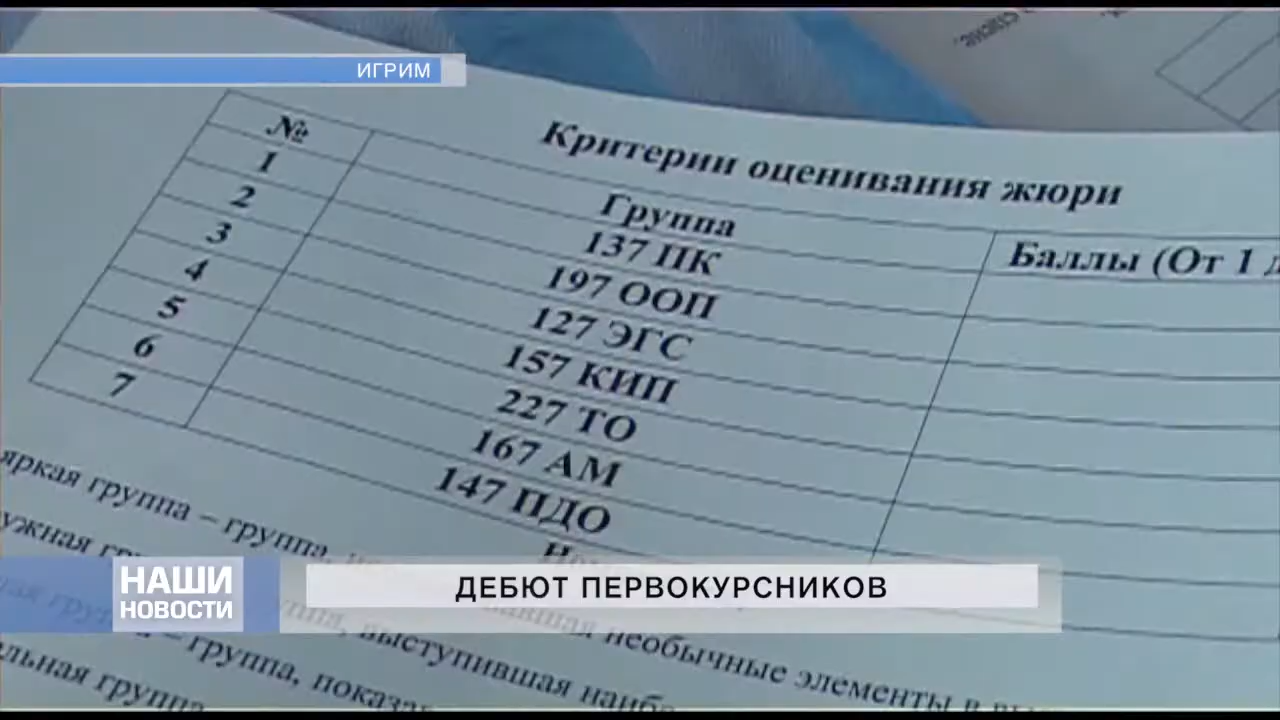 ИГРИМ
Критерии оценивания жюри
№ Группа Баллы (От 1
1 137 ПК
2 197 ООП
3 127 ЭГС
4 157 КИП
5 227 ТО
6 167 АМ
7 147 ПДО
яркая группа – группа,
группа, выступившая
необычные элементы в
группа – группа,
группа
НАШИ
НОВОСТИ
ДЕБЮТ ПЕРВОКУРСНИКОВ